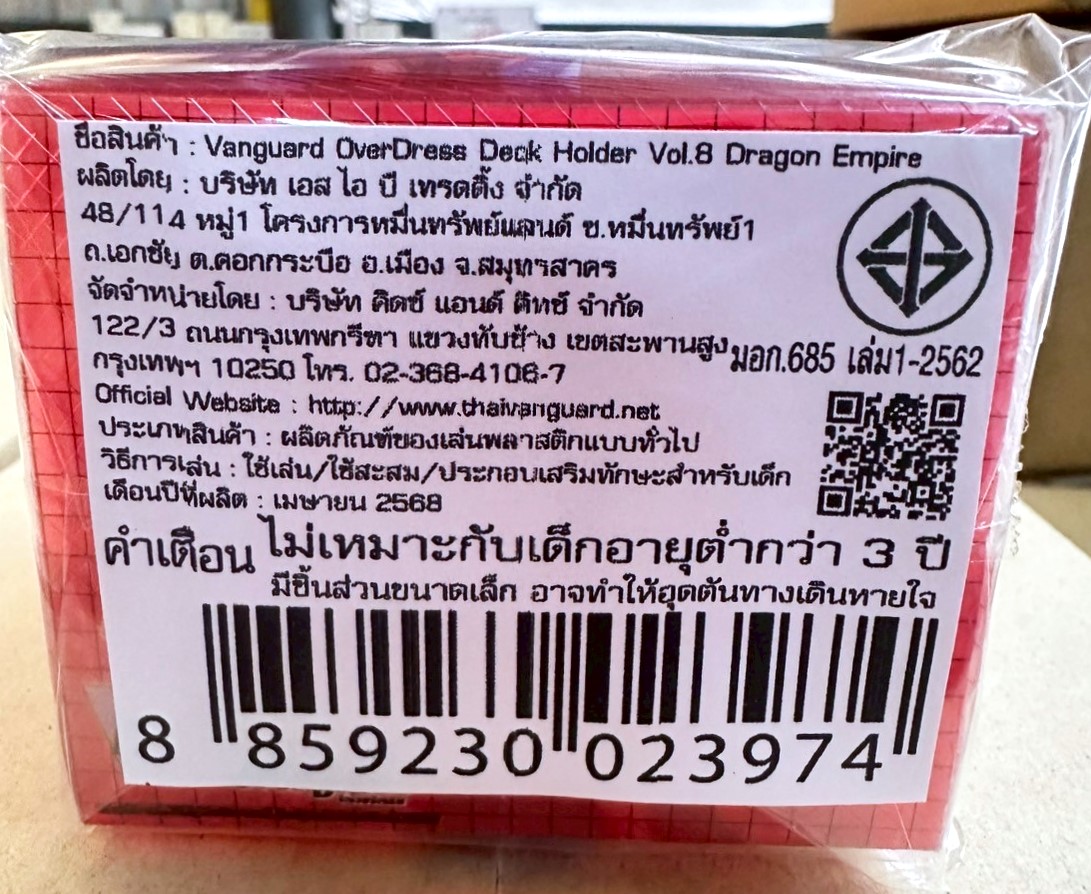 ชื่อสินค้า : Vanguard OverDress Deck Holder Vol.8 Dragon Empire
ผลิตโดย : บริษัท เอส ไอ บี เทรดดิ้ง จำกัด
48/114 หมู่1 โครงการหมื่นทรัพย์แลนด์ ซ.หมื่นทรัพย์1
ถ.เอกชัย ต.คอกกระบือ อ.เมือง จ.สมุทรสาคร
จัดจำหน่ายโดย : บริษัท คิดซ์ แอนด์ คิทซ์ จำกัด
122/3 ถนนกรุงเทพกรีฑา แขวงทับช้าง เขตสะพานสูง
กรุงเทพฯ 10250 โทร. 02-368-4106-7
มอก.685 เล่ม1-2562
Official Website : http://www.thaivanguard.net
ประเภทสินค้า : ผลิตภัณฑ์ของเล่นพลาสติกแบบทั่วไป
วิธีการเล่น : ใช้เล่น/ใช้สะสม/ประกอบเสริมทักษะสำหรับเด็ก
เดือนปีที่ผลิต : เมษายน 2568
คำเตือน ไม่เหมาะกับเด็กอายุต่ำกว่า 3 ปี
มีชิ้นส่วนขนาดเล็ก อาจทำให้อุดตันทางเดินหายใจ
8 859230 023974